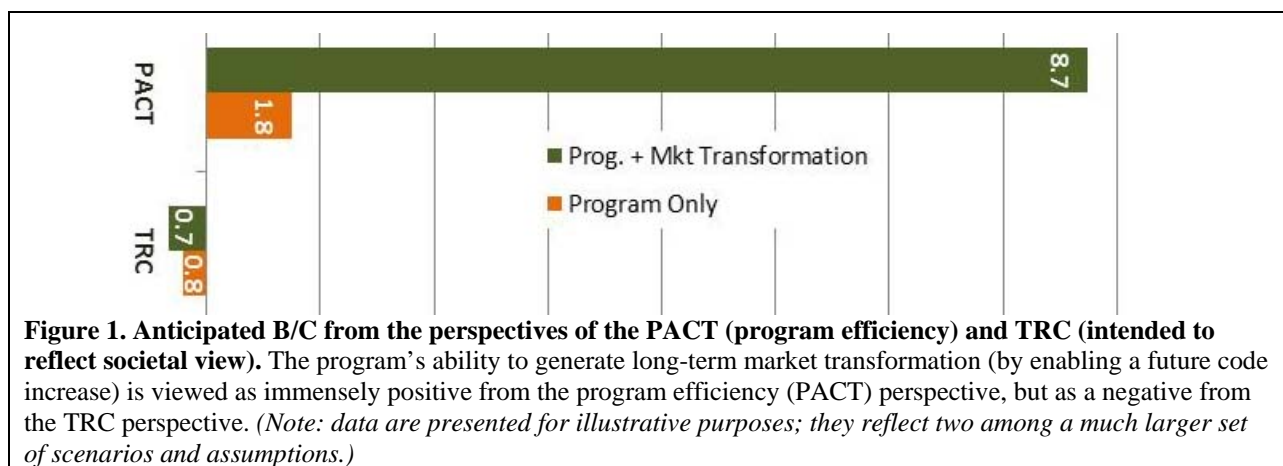 PACT
8.7
1.8
Prog. + Mkt Transformation
Program Only
TRC
0.7
0.8
Figure 1. Anticipated B/C from the perspectives of the PACT (program efficiency) and TRC (intended to
reflect societal view). The program’s ability to generate long-term market transformation (by enabling a future code
increase) is viewed as immensely positive from the program efficiency (PACT) perspective, but as a negative from
the TRC perspective. (Note: data are presented for illustrative purposes; they reflect two among a much larger set
of scenarios and assumptions.)